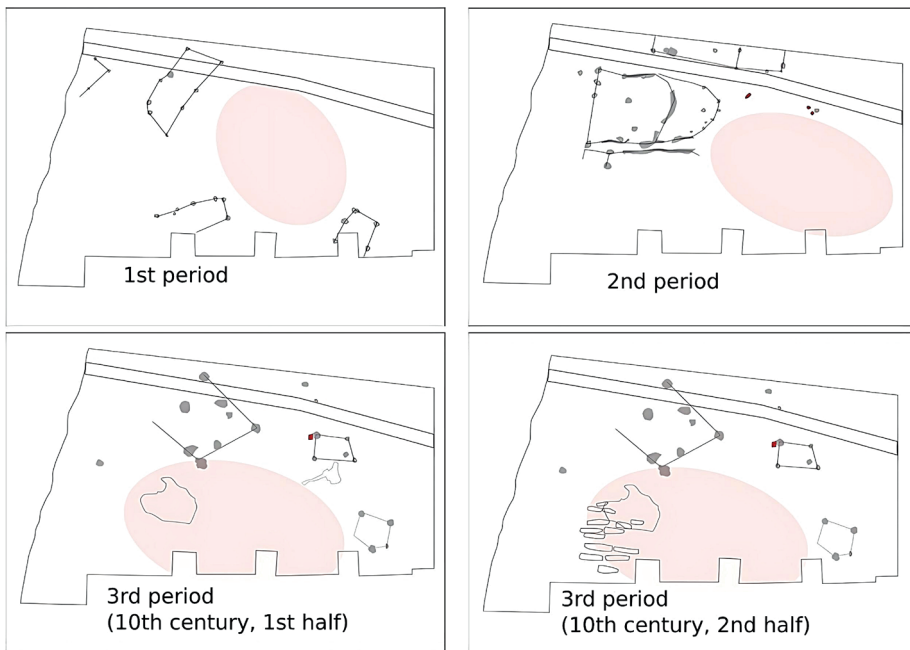 1st period
2nd period
3rd period
(10th century, 1st half)
3rd period
(10th century, 2nd half)